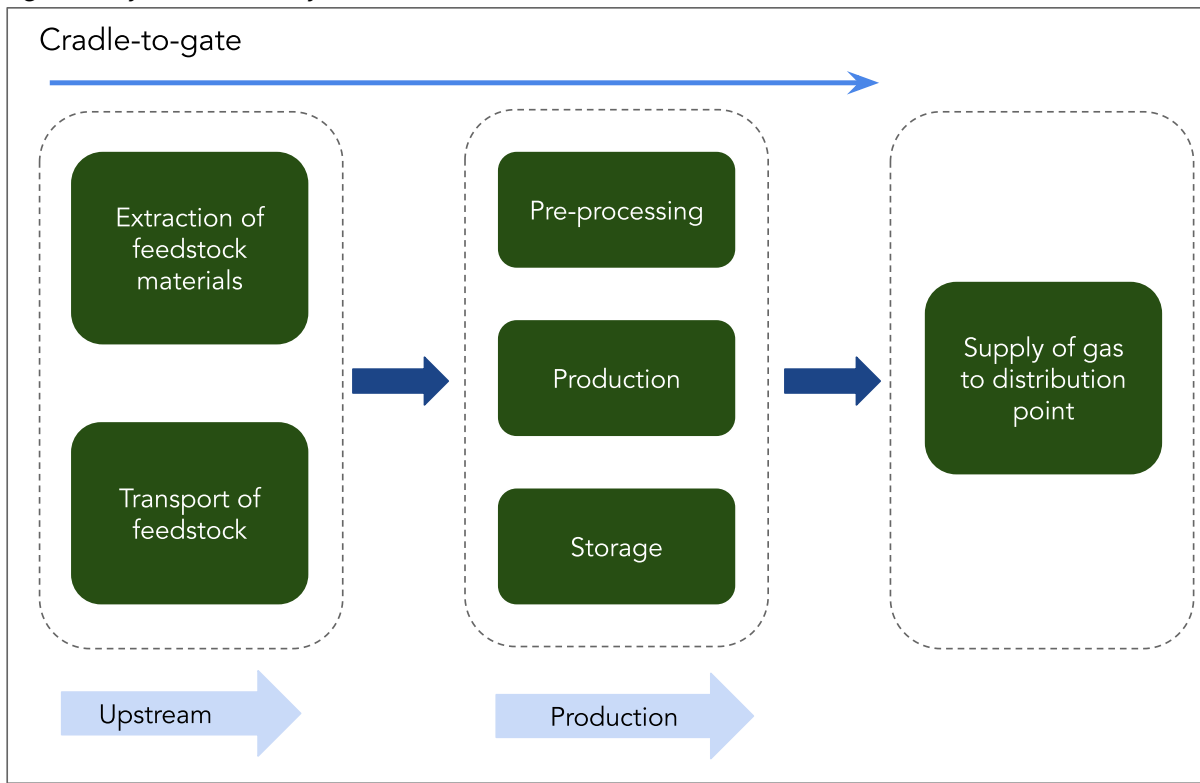 Cradle-to-gate
Extraction of
feedstock
materials
Transport of
feedstock
Pre-processing
Production
Storage
Supply of gas
to distribution
point
Upstream
Production